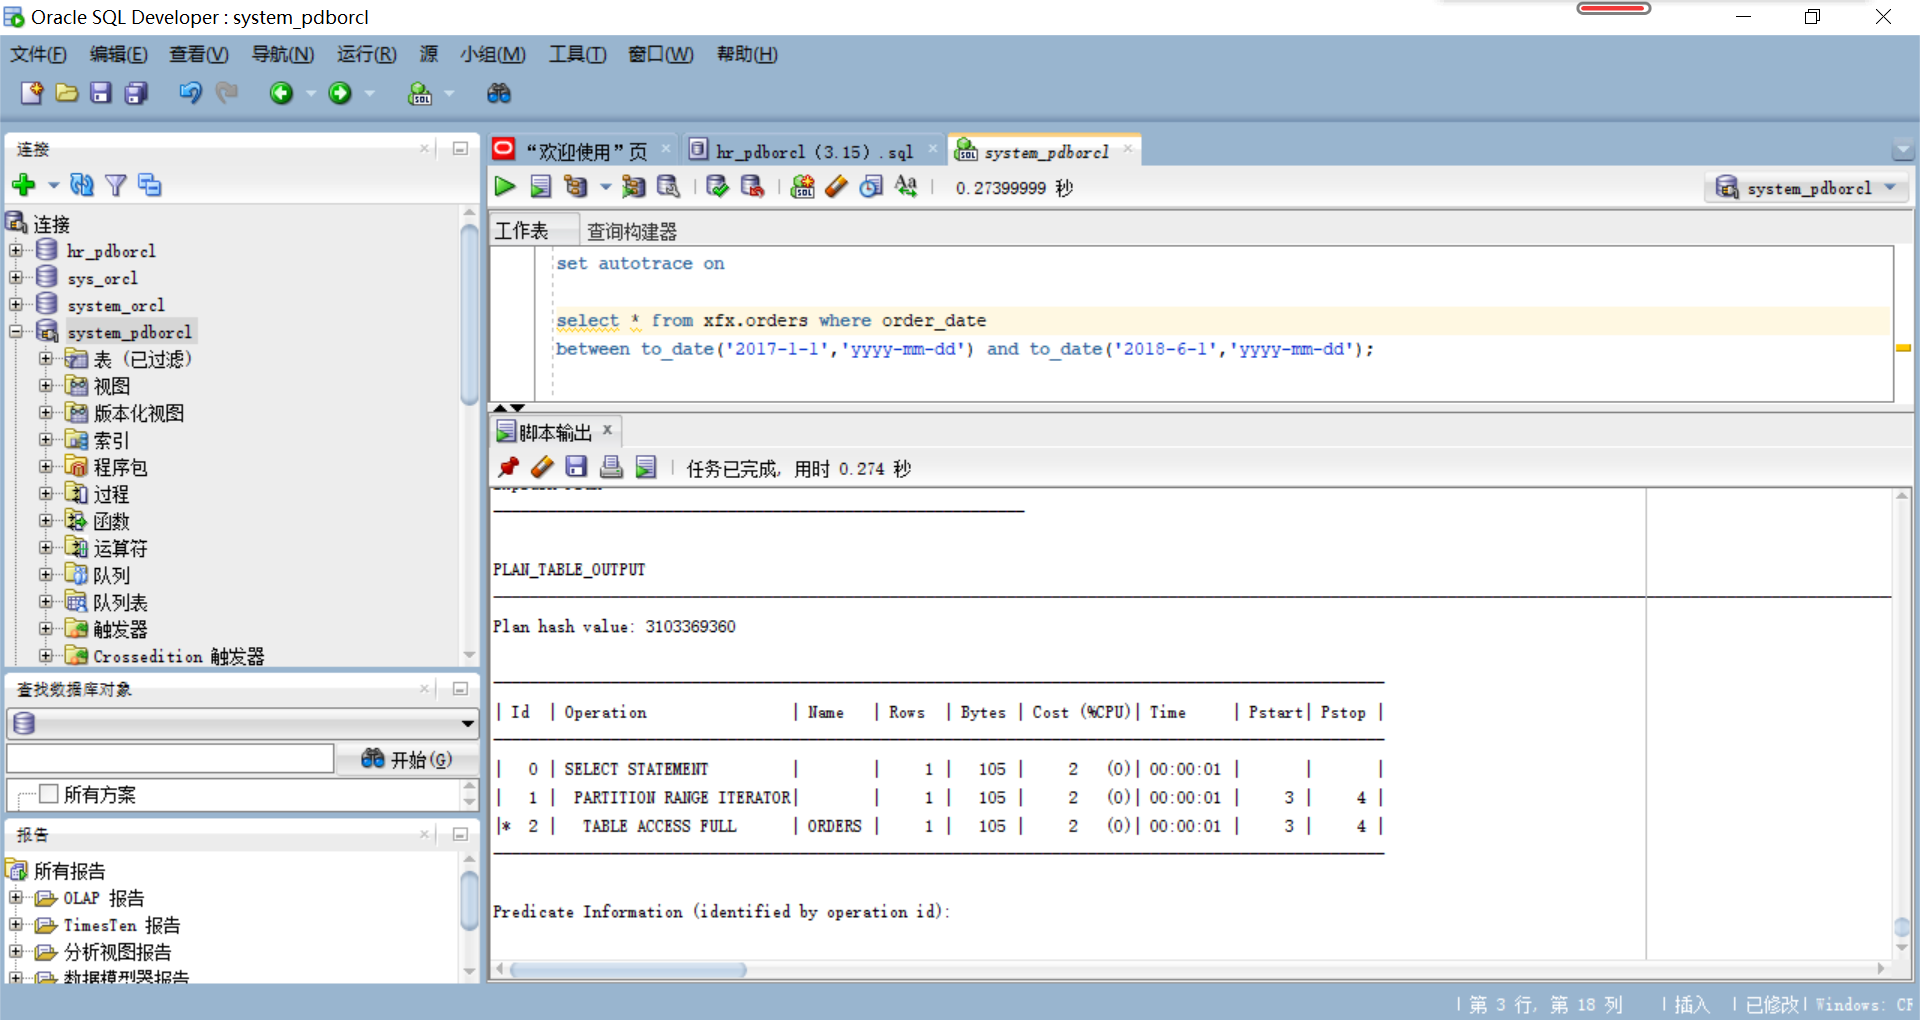 Oracle SQL Developer : system_pdborcl
文件(F) 编辑(E) 查看(V) 导航(N) 运行(R) 源 小组(M) 工具(T) 窗口(W) 帮助(H)
连接
连接
hr_pdborcl
sys_orcl
system_orcl
system_pdborcl
表 (已过滤)
视图
版本化视图
索引
程序包
过程
函数
运算符
队列
队列表
触发器
Crossedition 触发器
查找数据库对象
开始(G)
所有方案
报告
所有报告
OLAP 报告
TimesTen 报告
分析视图报告
数据模型器报告
“欢迎使用”页 hr_pdborcl (3.15) .sql system_pdborcl
0.27399999 秒 system_pdborcl
工作表 查询构建器
set autotrace on
select * from xfx.orders where order_date
between to_date('2017-1-1','yyyy-mm-dd') and to_date('2018-6-1','yyyy-mm-dd');
脚本输出
任务已完成, 用时 0.274 秒
PLAN_TABLE_OUTPUT
Plan hash value: 3103369360
| Id | Operation | Name | Rows | Bytes | Cost (%CPU)| Time | Pstart| Pstop |
| 0 | SELECT STATEMENT | | 1 | 105 | 2 (0)| 00:00:01 | | |
| 1 | PARTITION RANGE ITERATOR| | 1 | 105 | 2 (0)| 00:00:01 | 3 | 4 |
|* 2 | TABLE ACCESS FULL | ORDERS | 1 | 105 | 2 (0)| 00:00:01 | 3 | 4 |
Predicate Information (identified by operation id):
| 第 3 行, 第 18 列 | 插入 | 已修改| Windows: CF